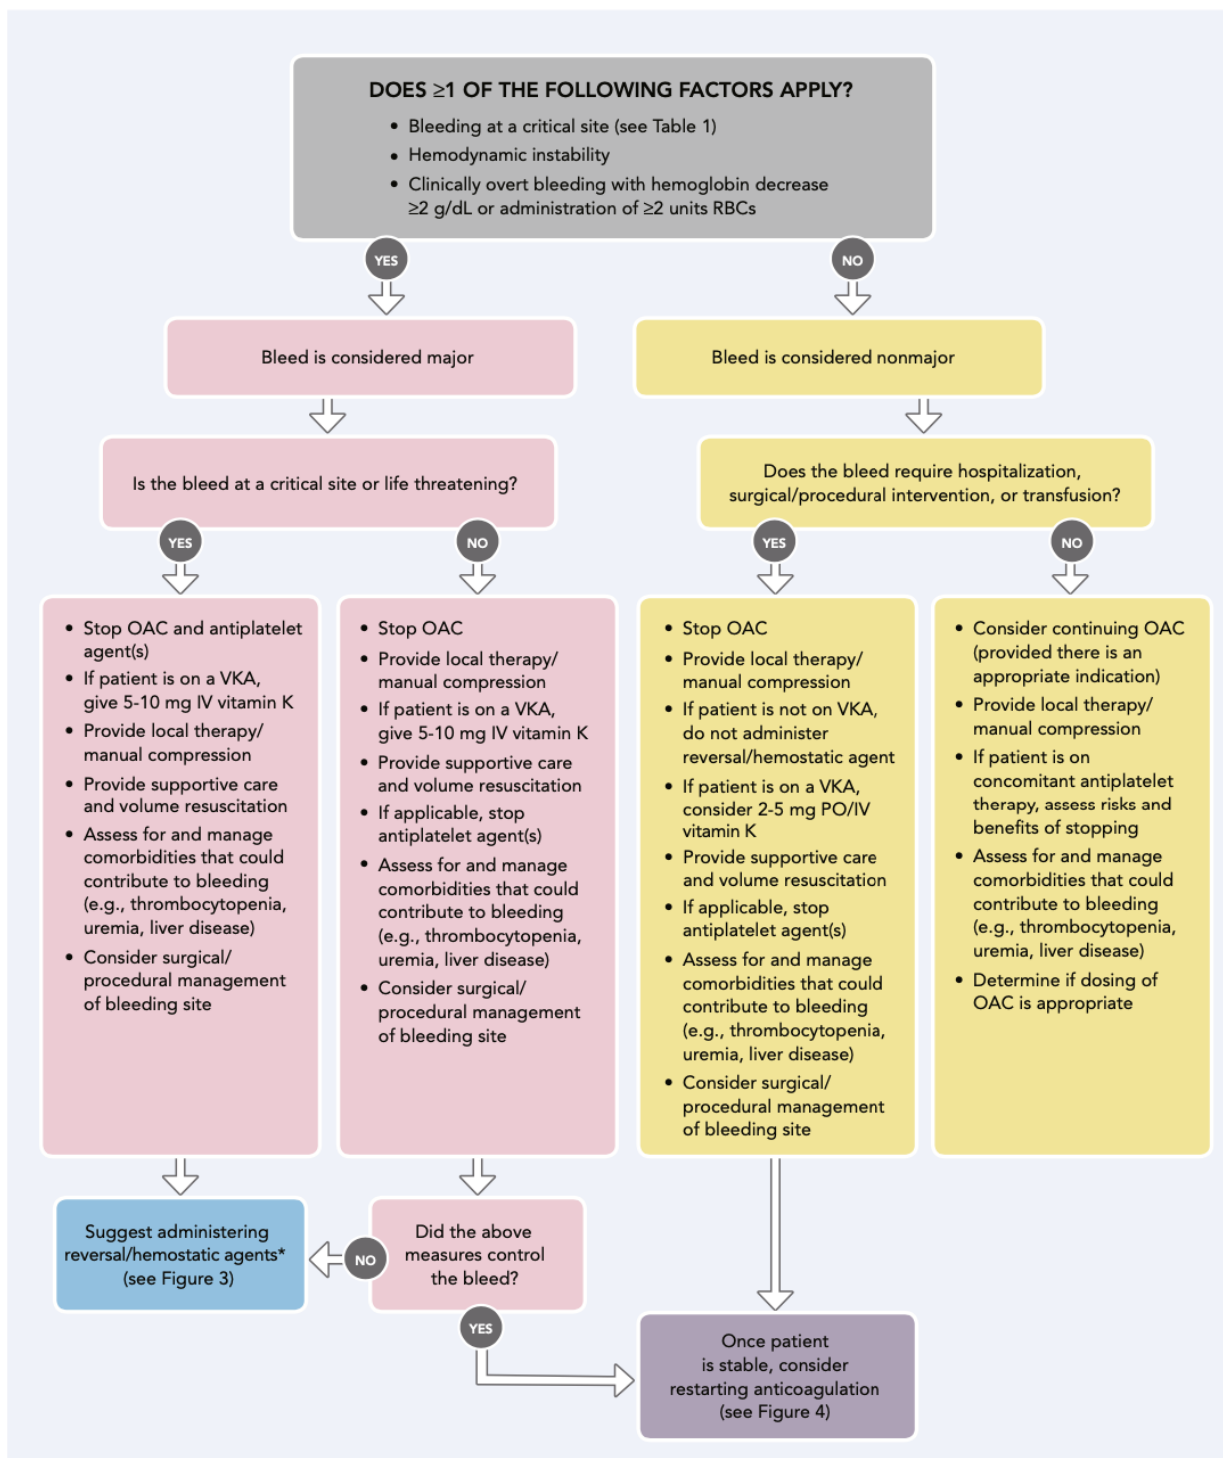 DOES ≥1 OF THE FOLLOWING FACTORS APPLY?
• Bleeding at a critical site (see Table 1)
• Hemodynamic instability
• Clinically overt bleeding with hemoglobin decrease
≥2 g/dL or administration of ≥2 units RBCs
YES
NO
Bleed is considered major
Bleed is considered nonmajor
Is the bleed at a critical site or life threatening?
Does the bleed require hospitalization,
surgical/procedural intervention, or transfusion?
YES
NO
YES
NO
• Stop OAC and antiplatelet
agent(s)
• If patient is on a VKA,
give 5-10 mg IV vitamin K
• Provide local therapy/
manual compression
• Provide supportive care
and volume resuscitation
• Assess for and manage
comorbidities that could
contribute to bleeding
(e.g., thrombocytopenia,
uremia, liver disease)
• Consider surgical/
procedural management
of bleeding site
• Stop OAC
• Provide local therapy/
manual compression
• If patient is on a VKA,
give 5-10 mg IV vitamin K
• Provide supportive care
and volume resuscitation
• If applicable, stop
antiplatelet agent(s)
• Assess for and manage
comorbidities that could
contribute to bleeding
(e.g., thrombocytopenia,
uremia, liver disease)
• Consider surgical/
procedural management
of bleeding site
• Stop OAC
• Provide local therapy/
manual compression
• If patient is not on VKA,
do not administer
reversal/hemostatic agent
• If patient is on a VKA,
consider 2-5 mg PO/IV
vitamin K
• Provide supportive care
and volume resuscitation
• If applicable, stop
antiplatelet agent(s)
• Assess for and manage
comorbidities that could
contribute to bleeding
(e.g., thrombocytopenia,
uremia, liver disease)
• Consider surgical/
procedural management
of bleeding site
• Consider continuing OAC
(provided there is an
appropriate indication)
• Provide local therapy/
manual compression
• If patient is on
concomitant antiplatelet
therapy, assess risks and
benefits of stopping
• Assess for and manage
comorbidities that could
contribute to bleeding
(e.g., thrombocytopenia,
uremia, liver disease)
• Determine if dosing of
OAC is appropriate
Suggest administering
reversal/hemostatic agents*
(see Figure 3)
NO
Did the above
measures control
the bleed?
YES
Once patient
is stable, consider
restarting anticoagulation
(see Figure 4)